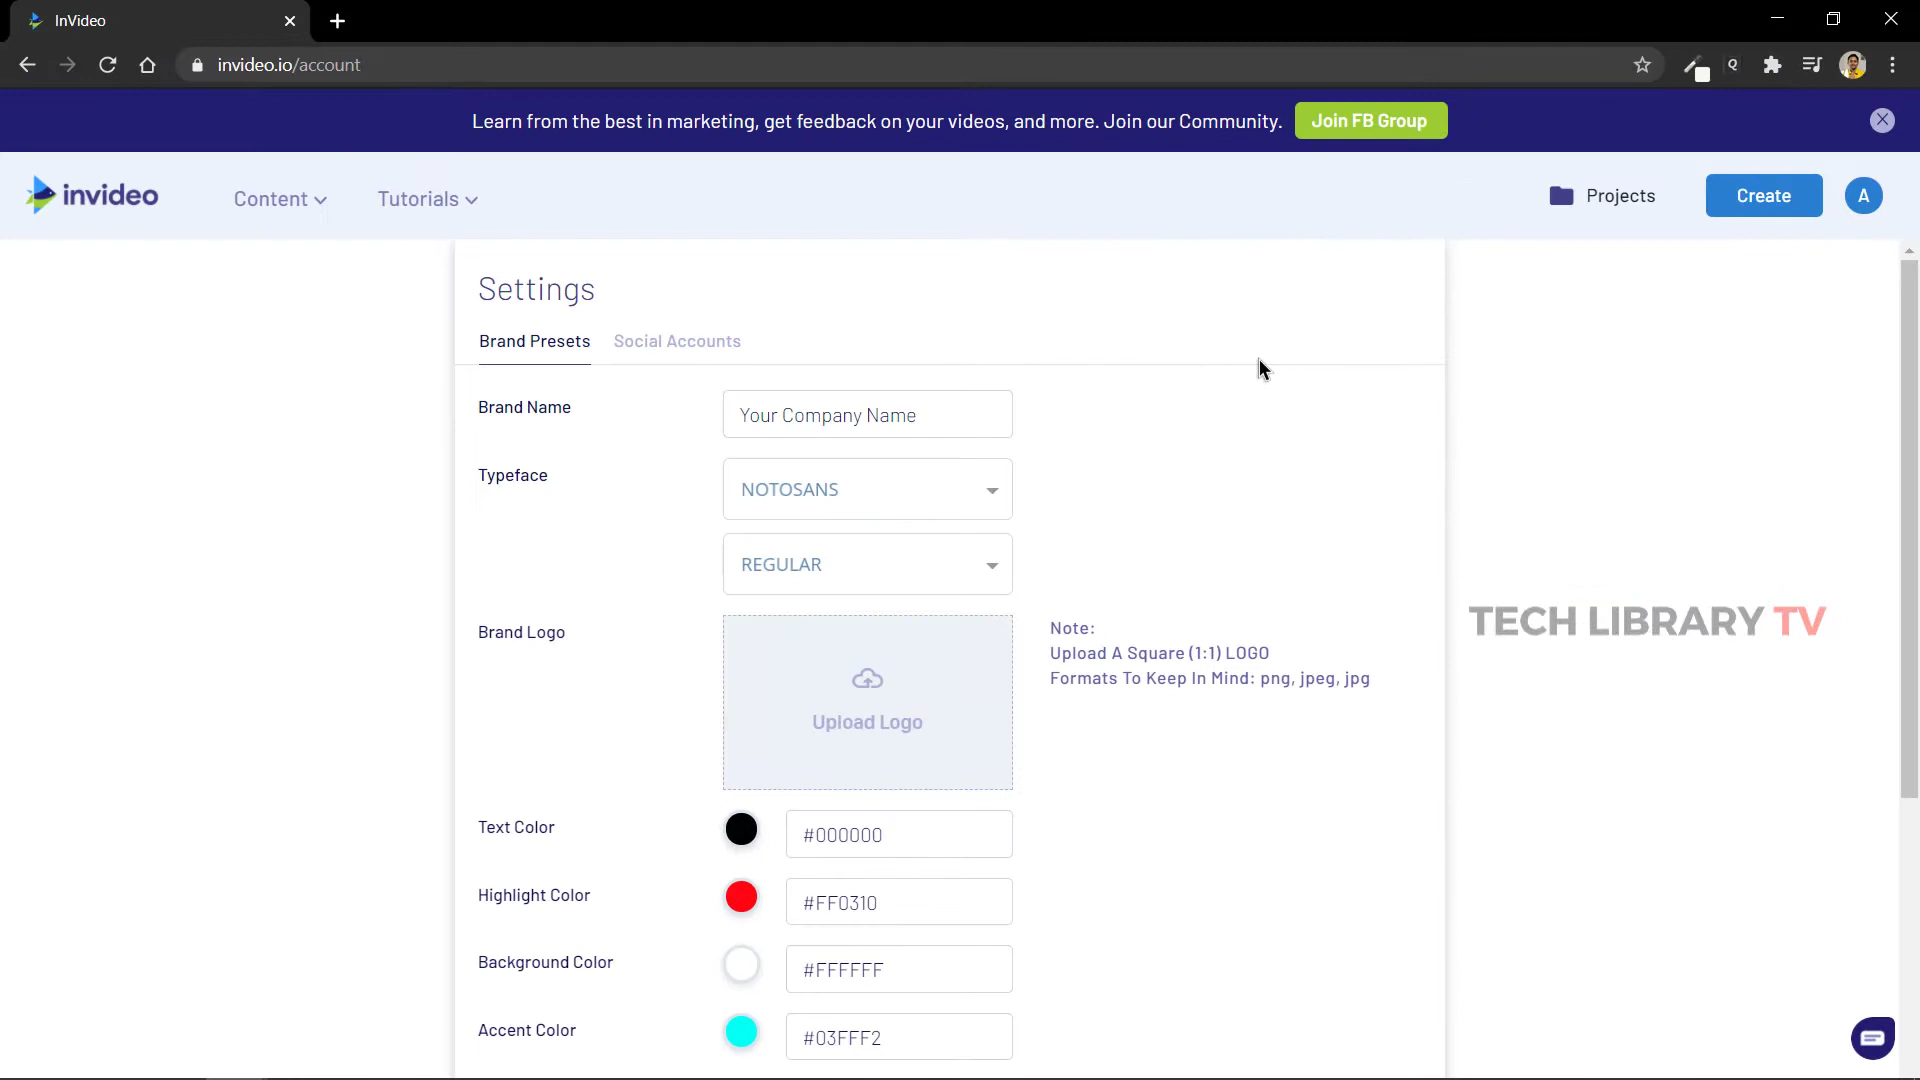 InVideo
invideo.io/account
Q
Learn from the best in marketing, get feedback on your videos, and more. Join our Community. Join FB Group
invideo
Content
Tutorials
Projects
Create
A
Settings
Brand Presets
Social Accounts
Brand Name
Your Company Name
Typeface
NOTOSANS
REGULAR
Brand Logo
Upload Logo
Note:
Upload A Square (1:1) LOGO
Formats To Keep In Mind: png, jpeg, jpg
TECH LIBRARY TV
Text Color
#000000
Highlight Color
#FF0310
Background Color
#FFFFFF
Accent Color
#03FFF2